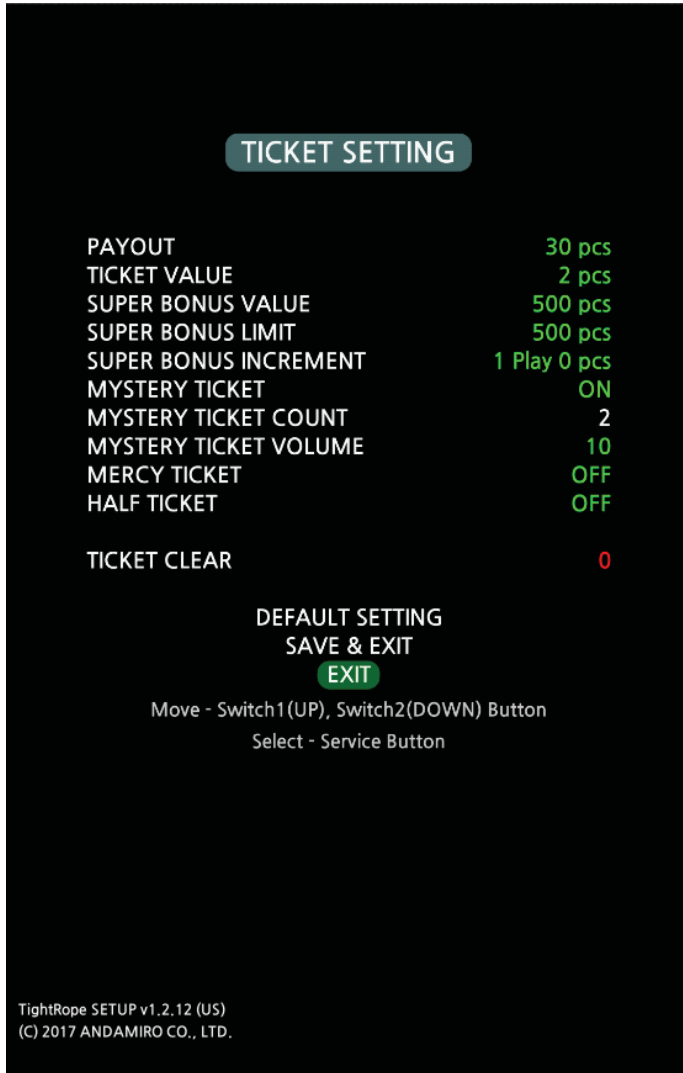 TICKET SETTING
PAYOUT 30 pcs
TICKET VALUE 2 pcs
SUPER BONUS VALUE 500 pcs
SUPER BONUS LIMIT 500 pcs
SUPER BONUS INCREMENT 1 Play 0 pcs
MYSTERY TICKET ON
MYSTERY TICKET COUNT 2
MYSTERY TICKET VOLUME 10
MERCY TICKET OFF
HALF TICKET OFF
TICKET CLEAR 0
DEFAULT SETTING
SAVE & EXIT
EXIT
Move - Switch1(UP), Switch2(DOWN) Button
Select - Service Button
TightRope SETUP v1.2.12 (US)
(C) 2017 ANDAMIRO CO., LTD.